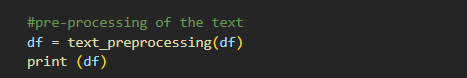 #pre-processing of the text
df = text_preprocessing(df)
print (df)